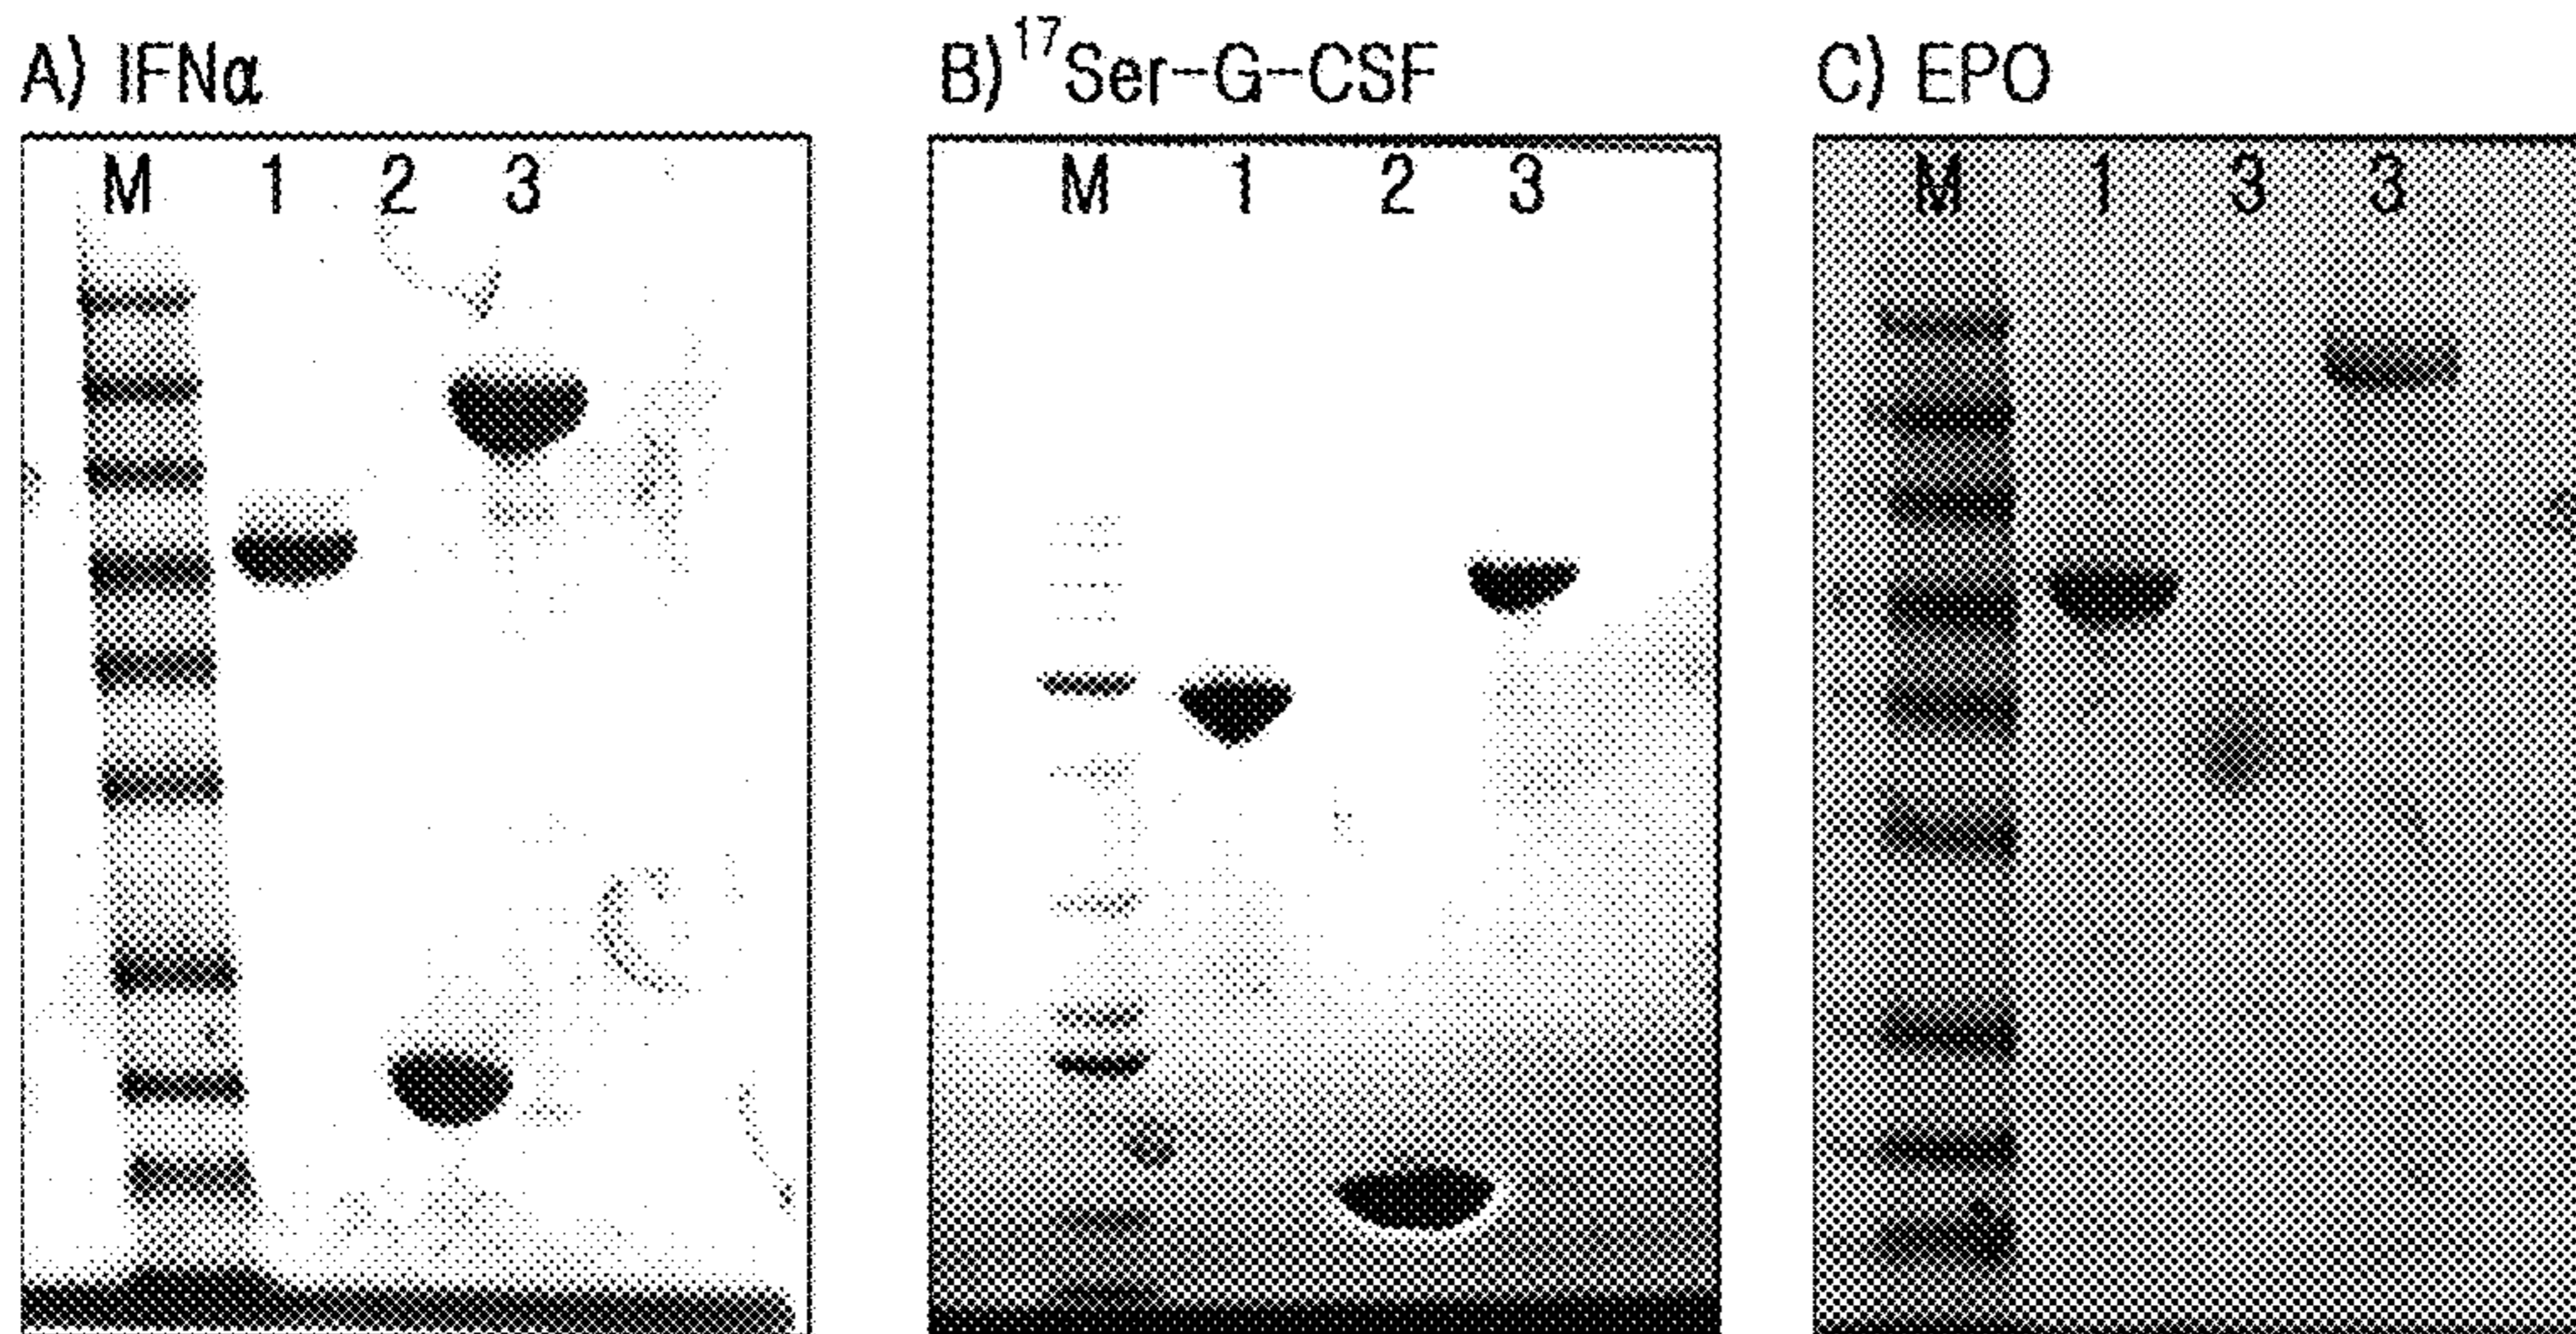 A) IFNα
M 1 2 3
B) ¹⁷Ser-G-CSF
M 1 2 3
C) EPO
M 1 3 3